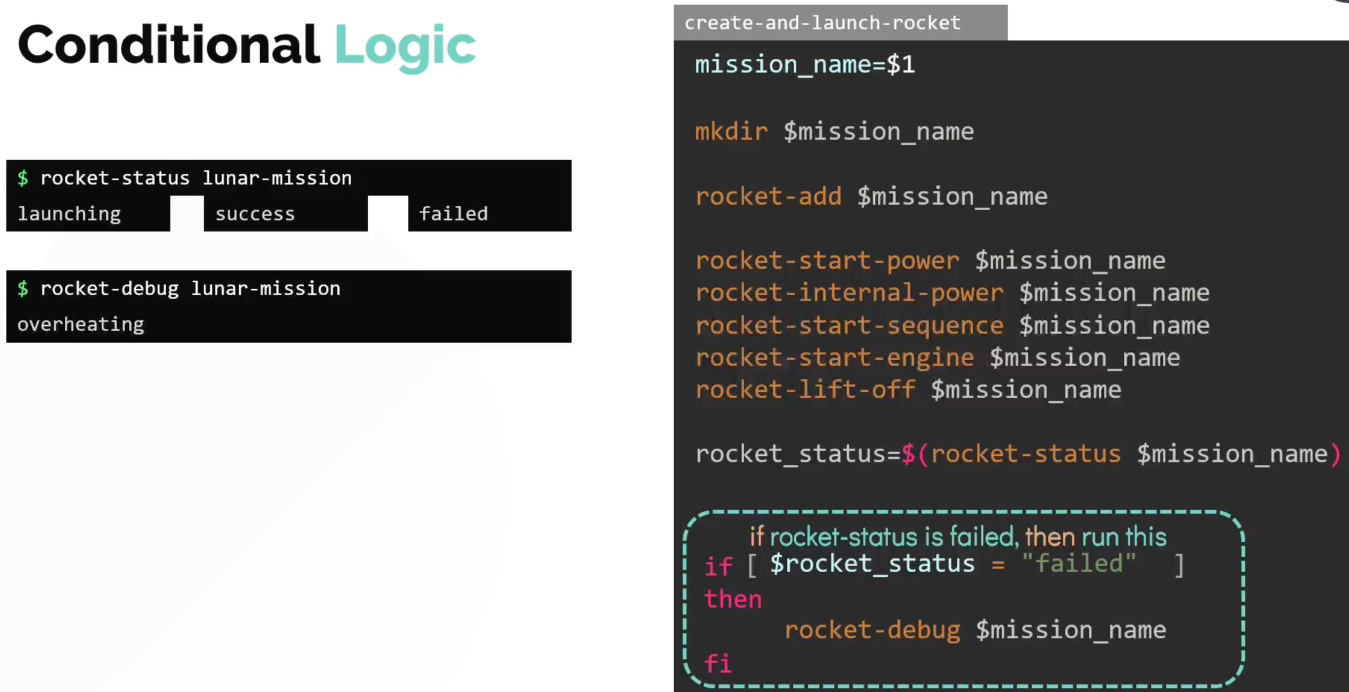 Conditional Logic
$ rocket-status lunar-mission
launching success failed
$ rocket-debug lunar-mission
overheating
create-and-launch-rocket
mission_name=$1
mkdir $mission_name
rocket-add $mission_name
rocket-start-power $mission_name
rocket-internal-power $mission_name
rocket-start-sequence $mission_name
rocket-start-engine $mission_name
rocket-lift-off $mission_name
rocket_status=$(rocket-status $mission_name)
if rocket-status is failed, then run this
if [ $rocket_status = "failed" ]
then
rocket-debug $mission_name
fi